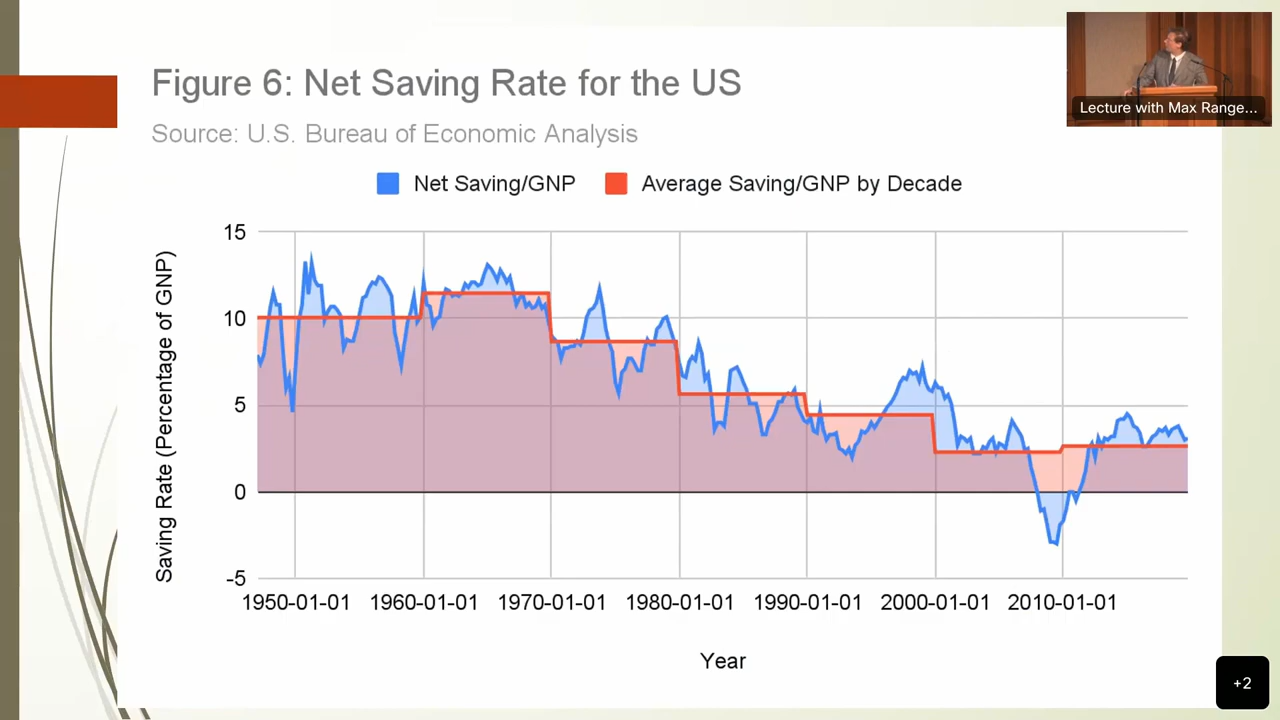 Lecture with Max Range...
Figure 6: Net Saving Rate for the US
Source: U.S. Bureau of Economic Analysis
Net Saving/GNP
Average Saving/GNP by Decade
Saving Rate (Percentage of GNP)
15
10
5
0
-5
1950-01-01
1960-01-01
1970-01-01
1980-01-01
1990-01-01
2000-01-01
2010-01-01
Year
+2